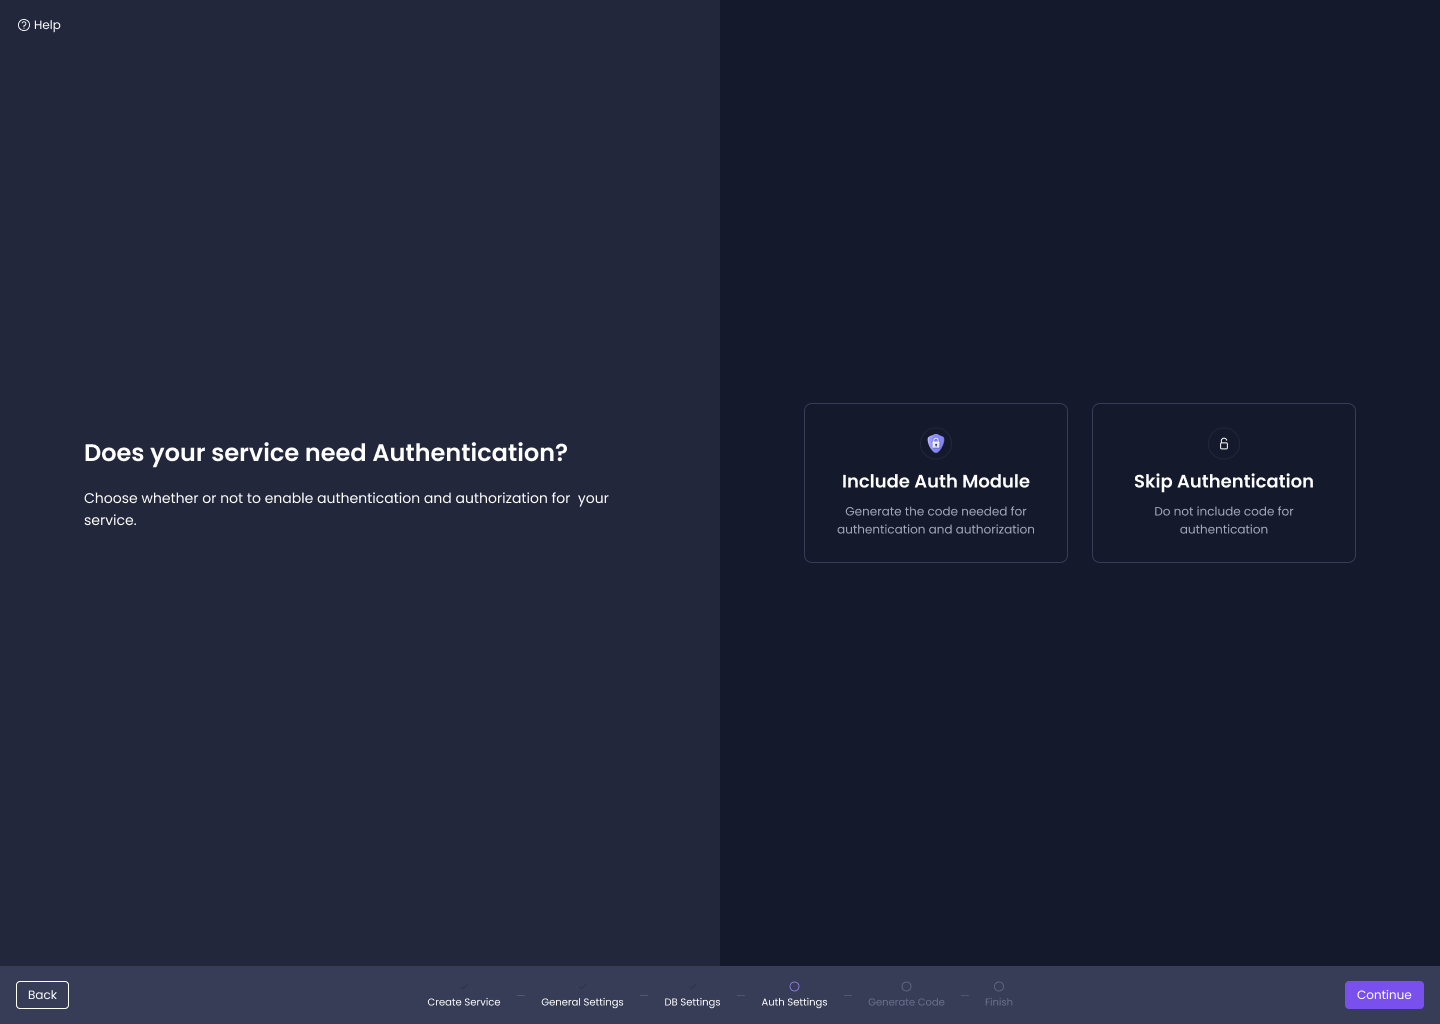 Help
Does your service need Authentication?
Choose whether or not to enable authentication and authorization for  your
service.
Include Auth Module
Generate the code needed for
authentication and authorization
Skip Authentication
Do not include code for
authentication
Back
Create Service
General Settings
DB Settings
Auth Settings
Generate Code
Finish
Continue